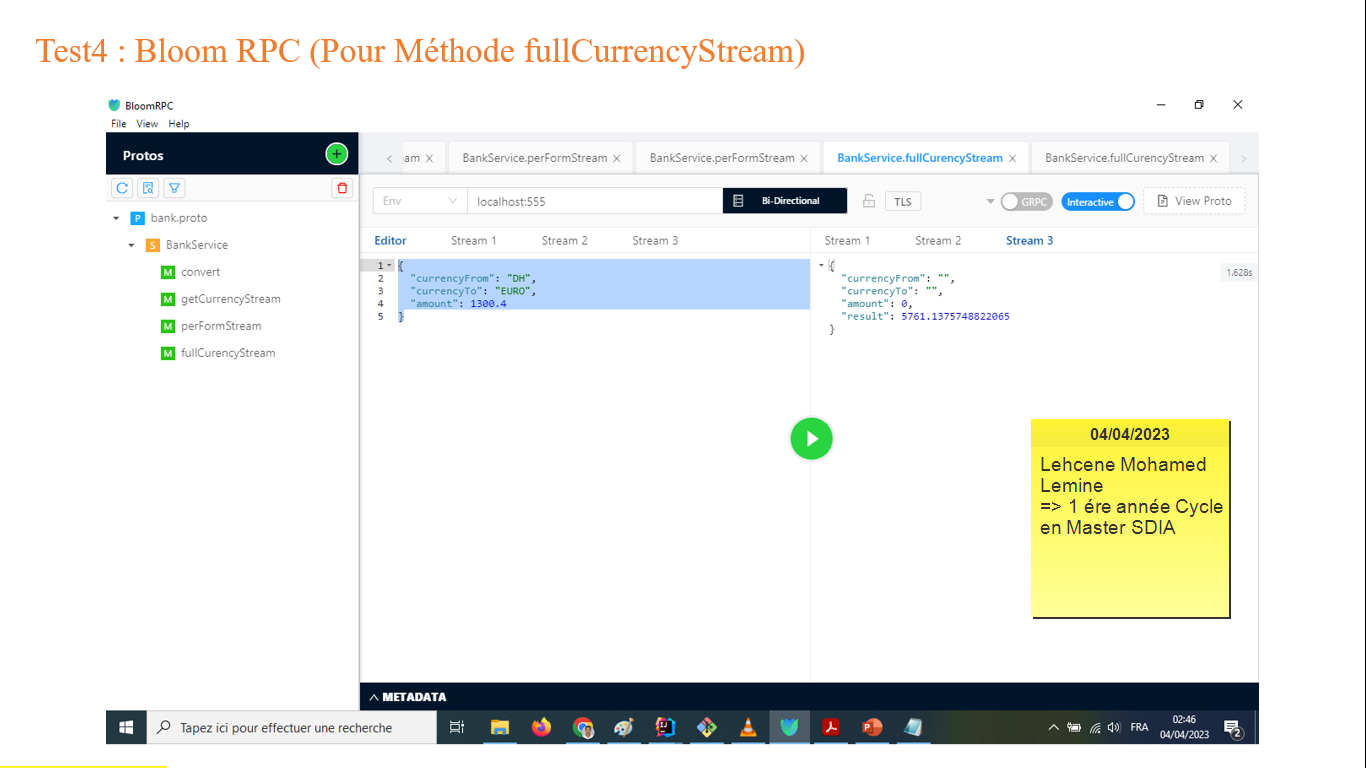 Test4 : Bloom RPC (Pour Méthode fullCurrencyStream)
BloomRPC
File View Help
Protos
am BankService.perFormStream BankService.perFormStream BankService.fullCurencyStream BankService.fullCurencyStream
Env localhost:555 Bi-Directional TLS GRPC Interactive View Proto
P bank.proto
S BankService
M convert
M getCurrencyStream
M perFormStream
M fullCurencyStream
Editor Stream 1 Stream 2 Stream 3
1 {
2 "currencyFrom": "DH",
3 "currencyTo": "EURO",
4 "amount": 1300.4
5 }
Stream 1 Stream 2 Stream 3
{
"currencyFrom": "",
"currencyTo": "",
"amount": 0,
"result": 5761.1375748822065
}
1.628s
04/04/2023
Lehcene Mohamed
Lemine
=> 1 ére année Cycle
en Master SDIA
METADATA
Tapez ici pour effectuer une recherche
FRA
02:46
04/04/2023
2